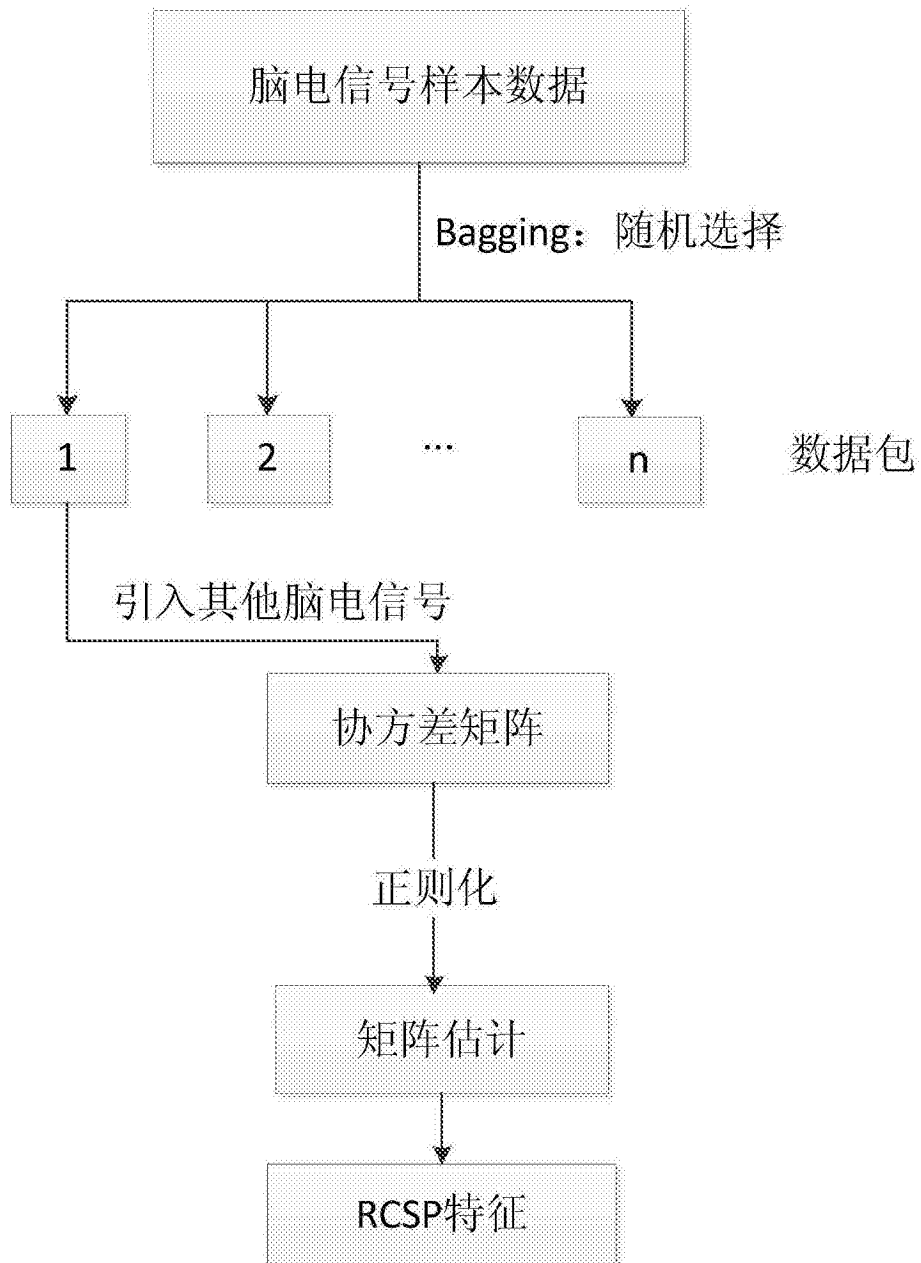 脑电信号样本数据
Bagging：随机选择
1 2 ... n 数据包
引入其他脑电信号
协方差矩阵
正则化
矩阵估计
RCSP特征